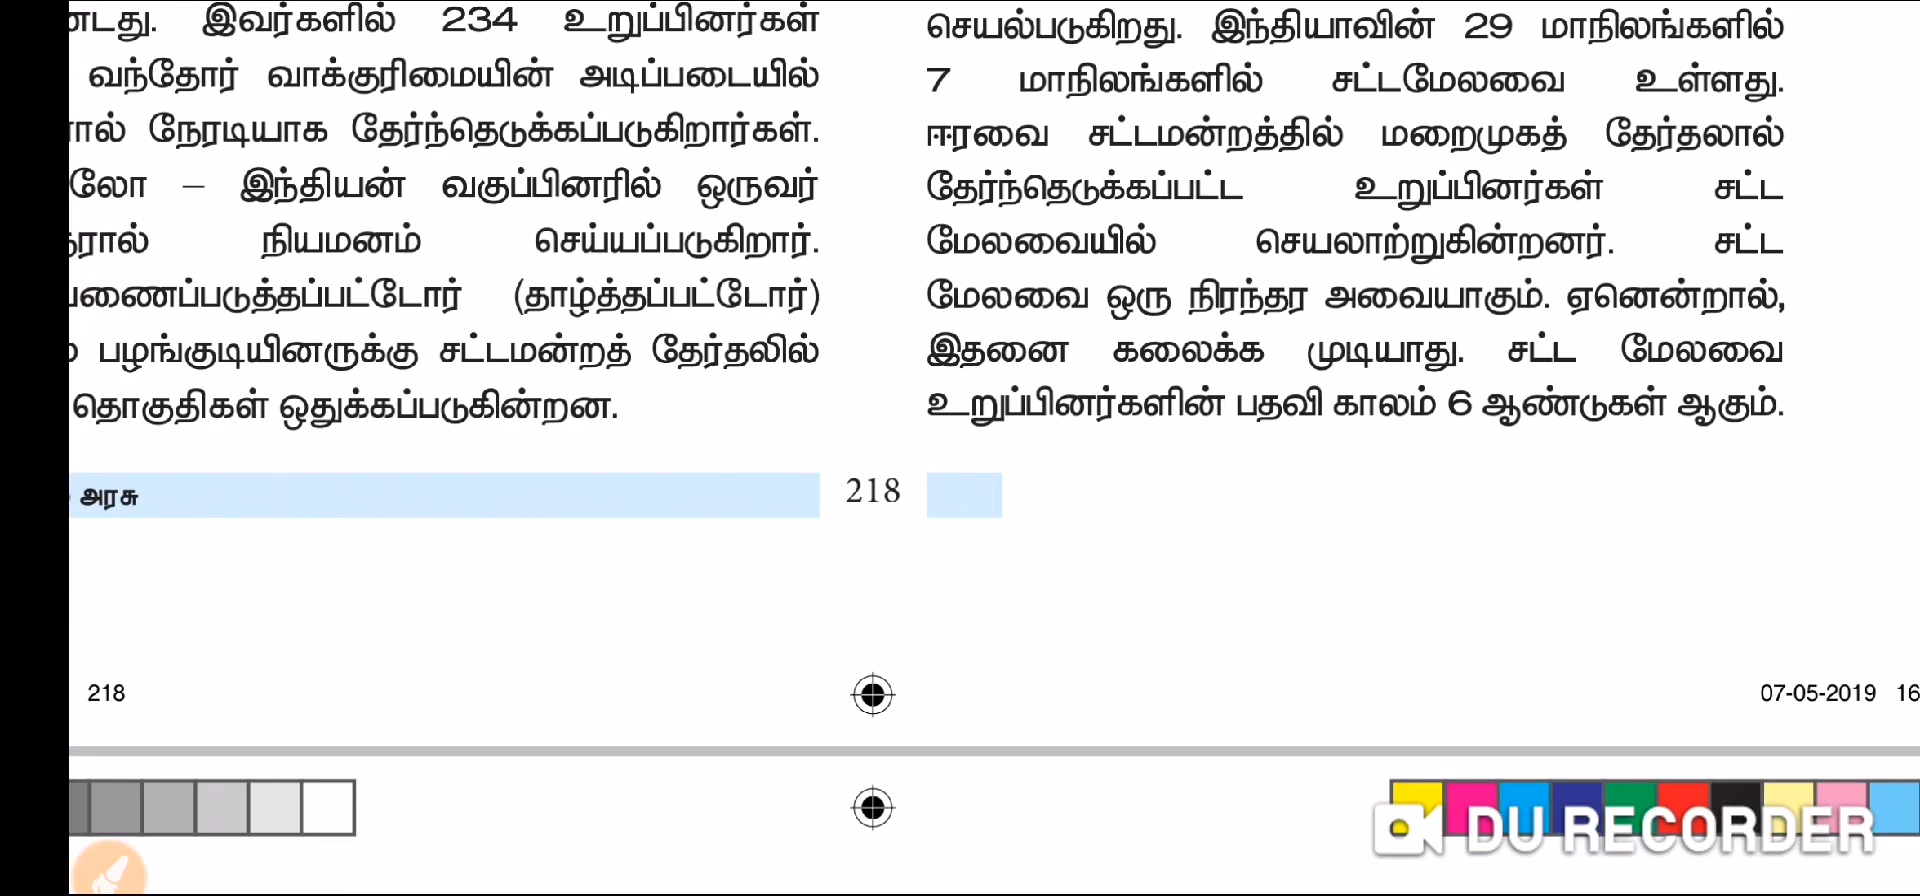 இவர்களில் 234 உறுப்பினர்கள்
வந்தோர் வாக்குரிமையின் அடிப்படையில்
நேரடியாக தேர்ந்தெடுக்கப்படுகிறார்கள்.
– இந்தியன் வகுப்பினரில் ஒருவர்
நியமனம் செய்யப்படுகிறார்.
(தாழ்த்தப்பட்டோர்)
பழங்குடியினருக்கு சட்டமன்றத் தேர்தலில்
தொகுதிகள் ஒதுக்கப்படுகின்றன.
செயல்படுகிறது. இந்தியாவின் 29 மாநிலங்களில்
7 மாநிலங்களில் சட்டமேலவை உள்ளது.
ஈரவை சட்டமன்றத்தில் மறைமுகத் தேர்தலால்
தேர்ந்தெடுக்கப்பட்ட உறுப்பினர்கள் சட்ட
மேலவையில் செயலாற்றுகின்றனர். சட்ட
மேலவை ஒரு நிரந்தர அவையாகும். ஏனென்றால்,
இதனை கலைக்க முடியாது. சட்ட மேலவை
உறுப்பினர்களின் பதவி காலம் 6 ஆண்டுகள் ஆகும்.
அரசு
218
218
07-05-2019 16
DU RECORDER